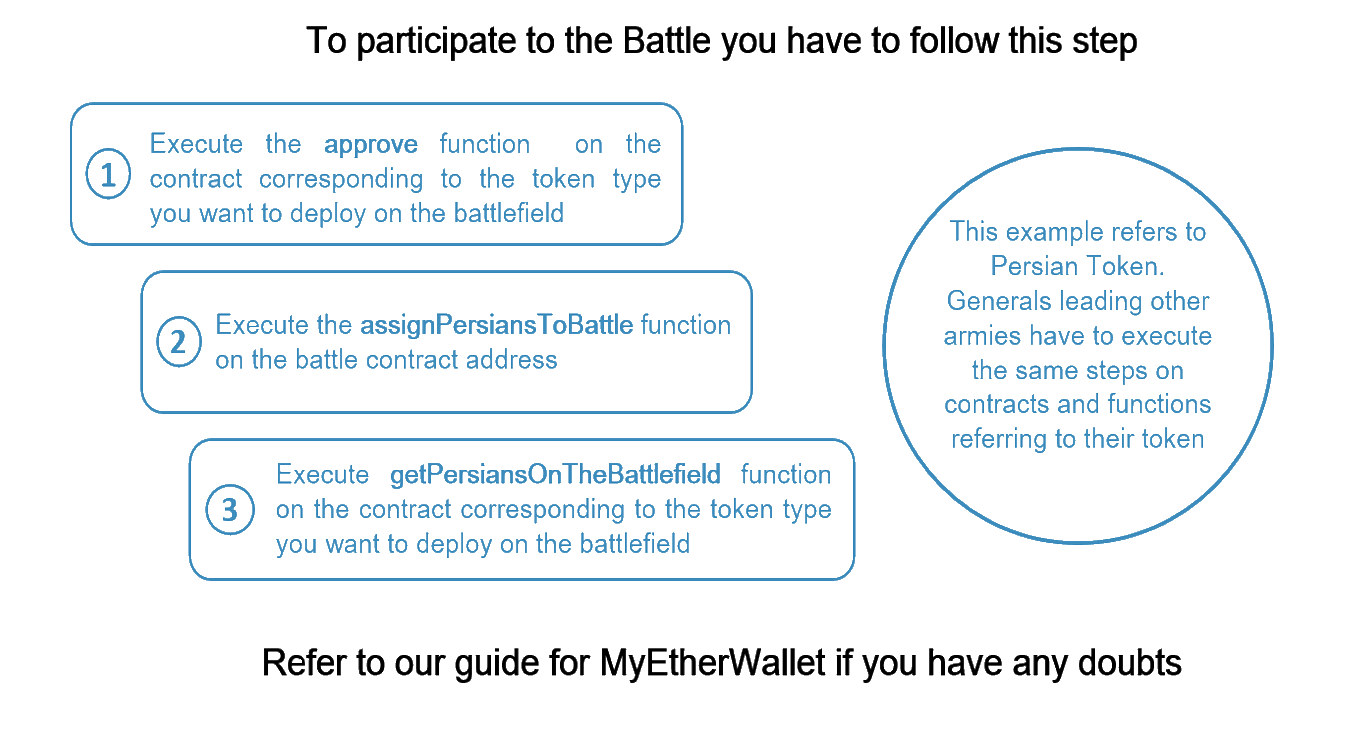 To participate to the Battle you have to follow this step
1
Execute the approve function on the
contract corresponding to the token type
you want to deploy on the battlefield
2
Execute the assignPersiansToBattle function
on the battle contract address
3
Execute getPersiansOnTheBattlefield function
on the contract corresponding to the token type
you want to deploy on the battlefield
This example refers to
Persian Token.
Generals leading other
armies have to execute
the same steps on
contracts and functions
referring to their token
Refer to our guide for MyEtherWallet if you have any doubts